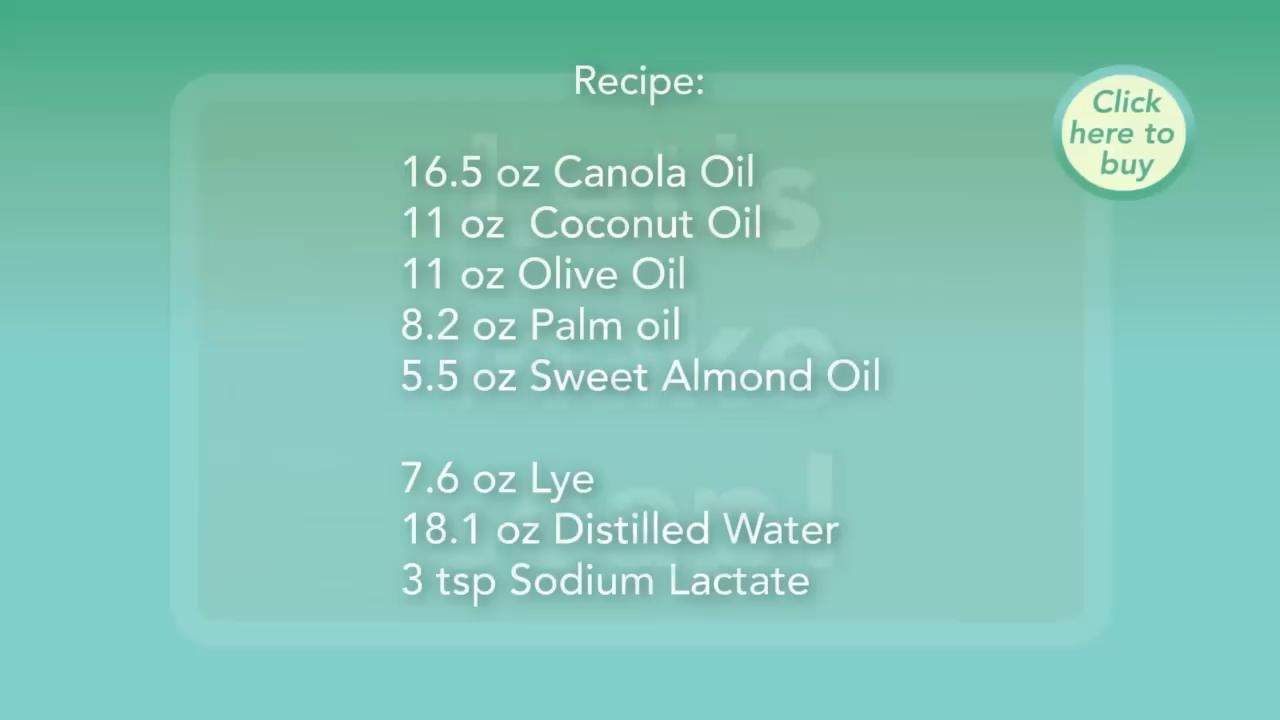 Recipe:
Click
here to
buy
16.5 oz Canola Oil
11 oz  Coconut Oil
11 oz Olive Oil
8.2 oz Palm oil
5.5 oz Sweet Almond Oil
7.6 oz Lye
18.1 oz Distilled Water
3 tsp Sodium Lactate